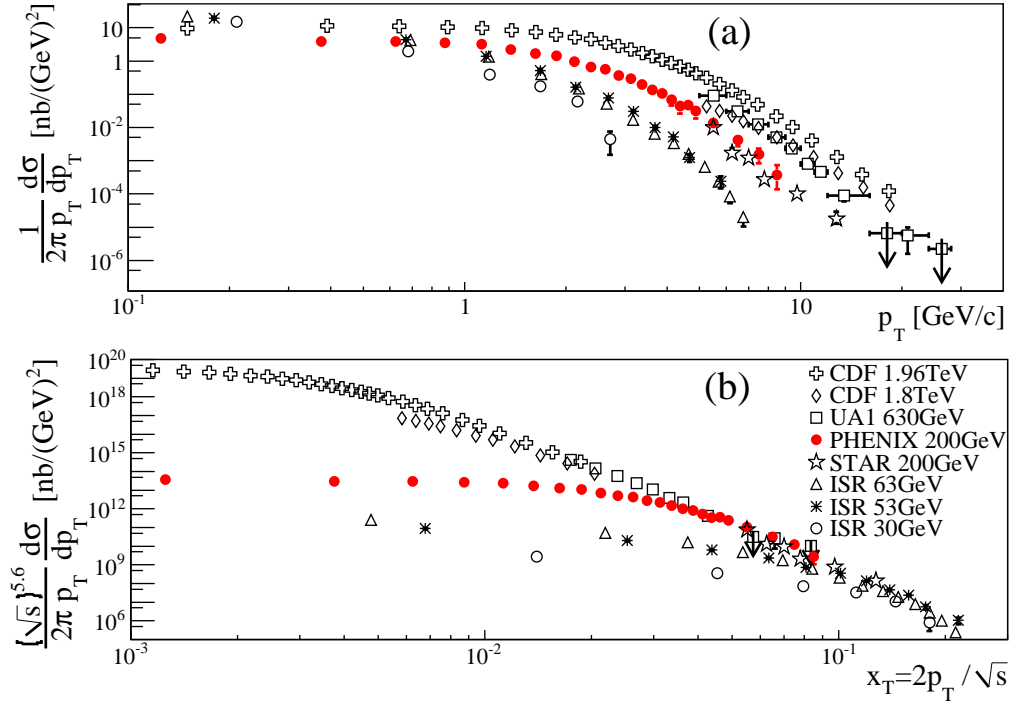 (a)
1/(2π p_T) dσ/dp_T [nb/(GeV)^2]
10
1
10^-2
10^-4
10^-6
10^-1
1
10
p_T [GeV/c]
(b)
{√s}^5.6/(2π p_T) dσ/dp_T [nb/(GeV)^2]
10^20
10^18
10^15
10^12
10^9
10^6
CDF 1.96TeV
CDF 1.8TeV
UA1 630GeV
PHENIX 200GeV
STAR 200GeV
ISR 63GeV
ISR 53GeV
ISR 30GeV
10^-3
10^-2
10^-1
x_T=2p_T/√s